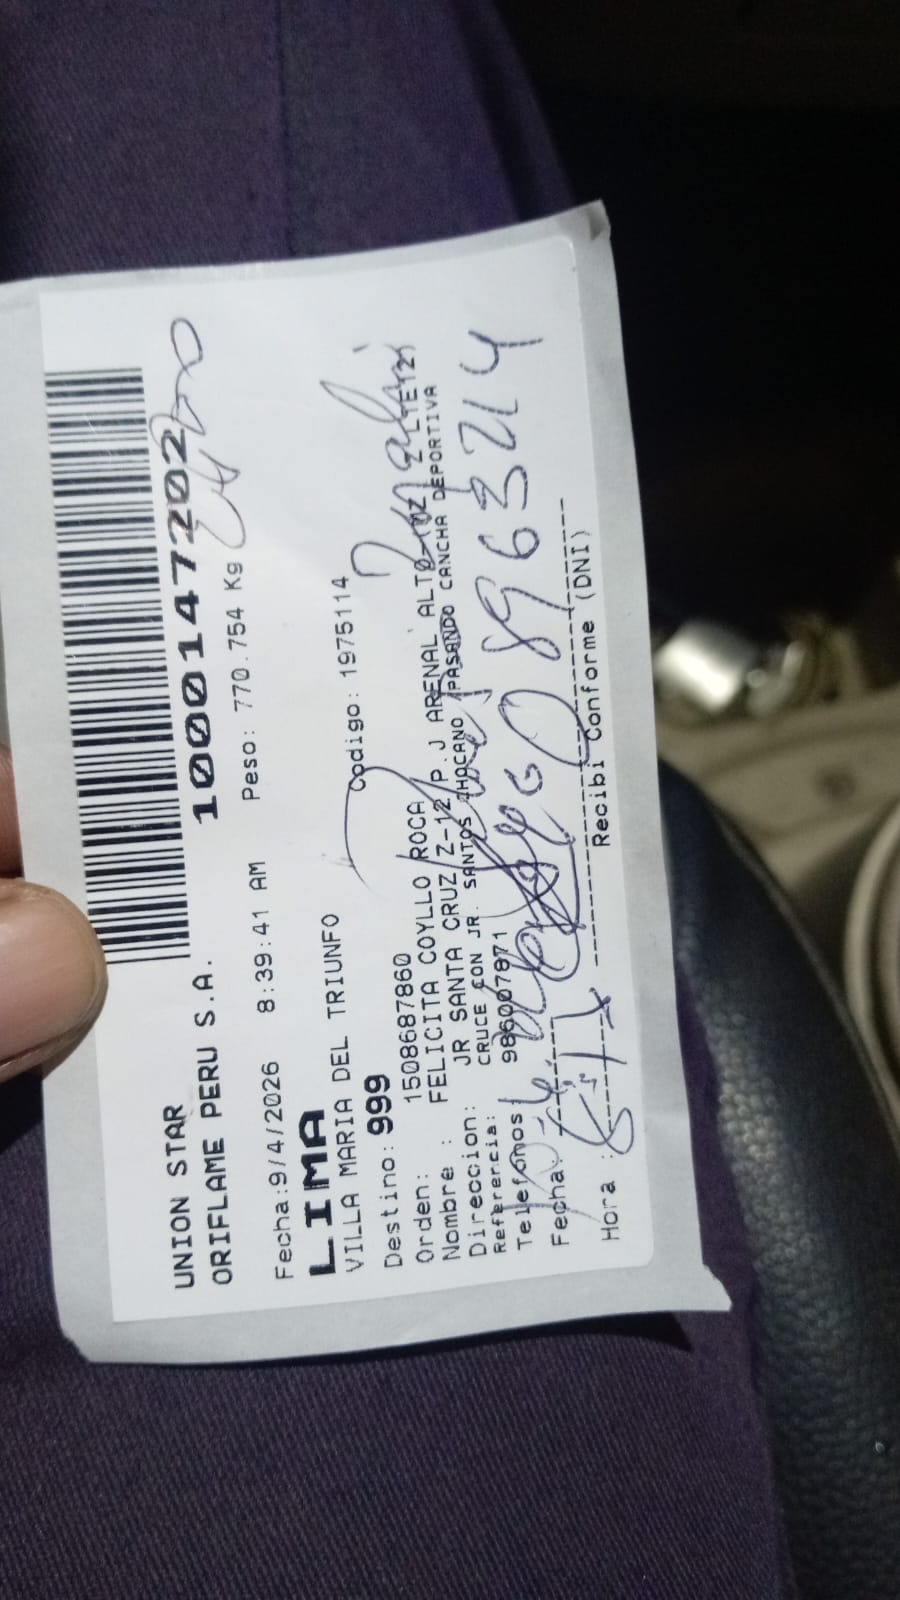 UNION STAR
ORIFLAME PERU S.A. 1000147202
Fecha:9/4/2026 8:39:41 AM Peso: 770.754 Kg
LIMA
VILLA MARIA DEL TRIUNFO
Destino: 999 Codigo: 1975114
Orden: 1508687860
Nombre : FELICITA COYLLO ROCA
Direccion: JR SANTA CRUZ Z-12 P.J ARENAL ALTO (MZ Z LTE12)
Referencia: CRUCE CON JR. SANTOS CHOCANO (PASANDO CANCHA DEPORTIVA
Telefonos 986007871
Fecha:
Hora :
Recibi Conforme (DNI)